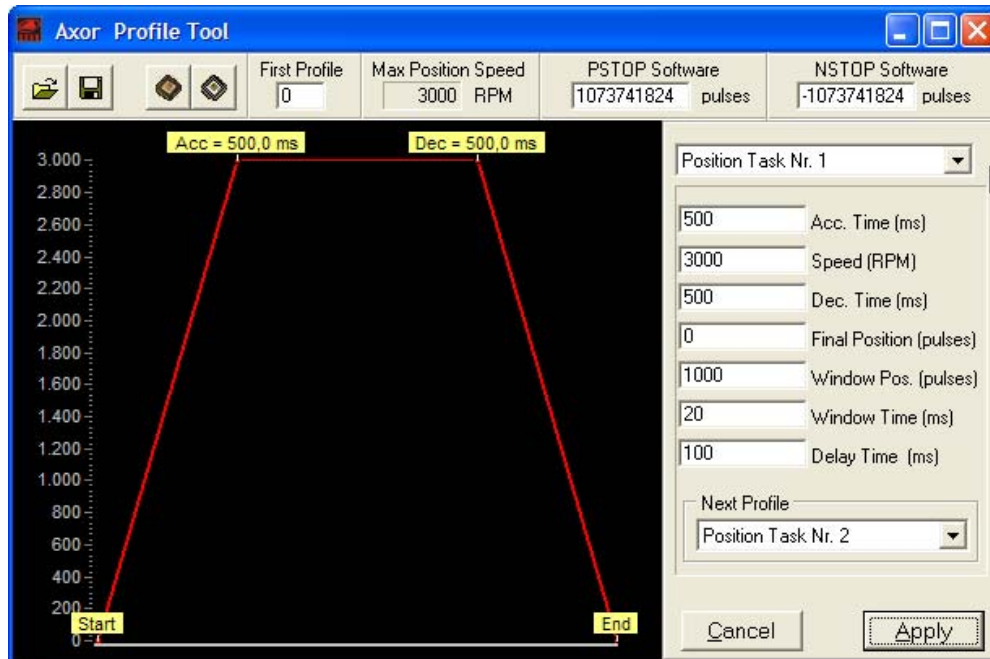 Axor Profile Tool
First Profile
0
Max Position Speed
3000 RPM
PSTOP Software
1073741824 pulses
NSTOP Software
-1073741824 pulses
Acc = 500,0 ms
Dec = 500,0 ms
3.000
2.800
2.600
2.400
2.200
2.000
1.800
1.600
1.400
1.200
1.000
800
600
400
200
0
Start
End
Position Task Nr. 1
500 Acc. Time (ms)
3000 Speed (RPM)
500 Dec. Time (ms)
0 Final Position (pulses)
1000 Window Pos. (pulses)
20 Window Time (ms)
100 Delay Time (ms)
Next Profile
Position Task Nr. 2
Cancel
Apply